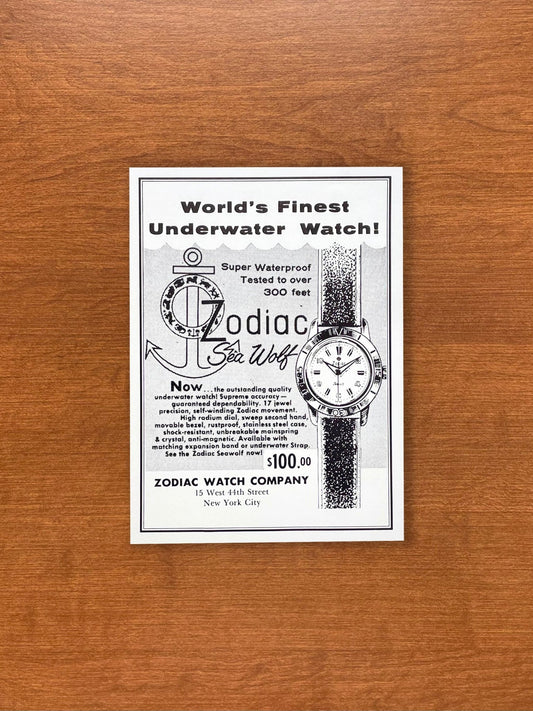 World's Finest
Underwater Watch!
Super Waterproof
Tested to over
300 feet
Zodiac
Sea Wolf
Now...the outstanding quality
underwater watch! Supreme accuracy—
guaranteed dependability. 17 jewel
precision, self-winding Zodiac movement.
High radium dial, sweep second hand,
movable bezel, rustproof, stainless steel case,
shock-resistant, unbreakable mainspring
& crystal, anti-magnetic. Available with
matching expansion bond or underwater Strap.
See the Zodiac Seawolf now!
$100.00
ZODIAC WATCH COMPANY
15 West 44th Street
New York City